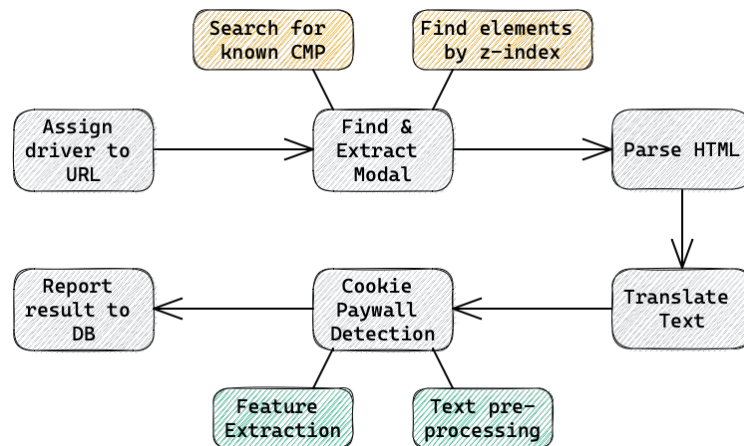 Search for
known CMP
Find elements
by z-index
Assign
driver to
URL
Find &
Extract
Modal
Parse HTML
Report
result to
DB
Cookie
Paywall
Detection
Translate
Text
Feature
Extraction
Text pre-
processing